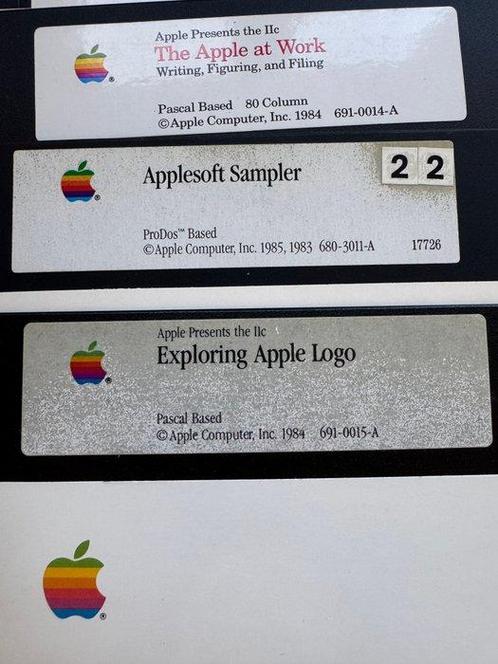 Apple Presents the IIc
The Apple at Work
Writing, Figuring, and Filing
Pascal Based 80 Column
©Apple Computer, Inc. 1984 691-0014-A
Applesoft Sampler
2 2
ProDos™ Based
©Apple Computer, Inc. 1985, 1983 680-3011-A 17726
Apple Presents the IIc
Exploring Apple Logo
Pascal Based
© Apple Computer, Inc. 1984 691-0015-A